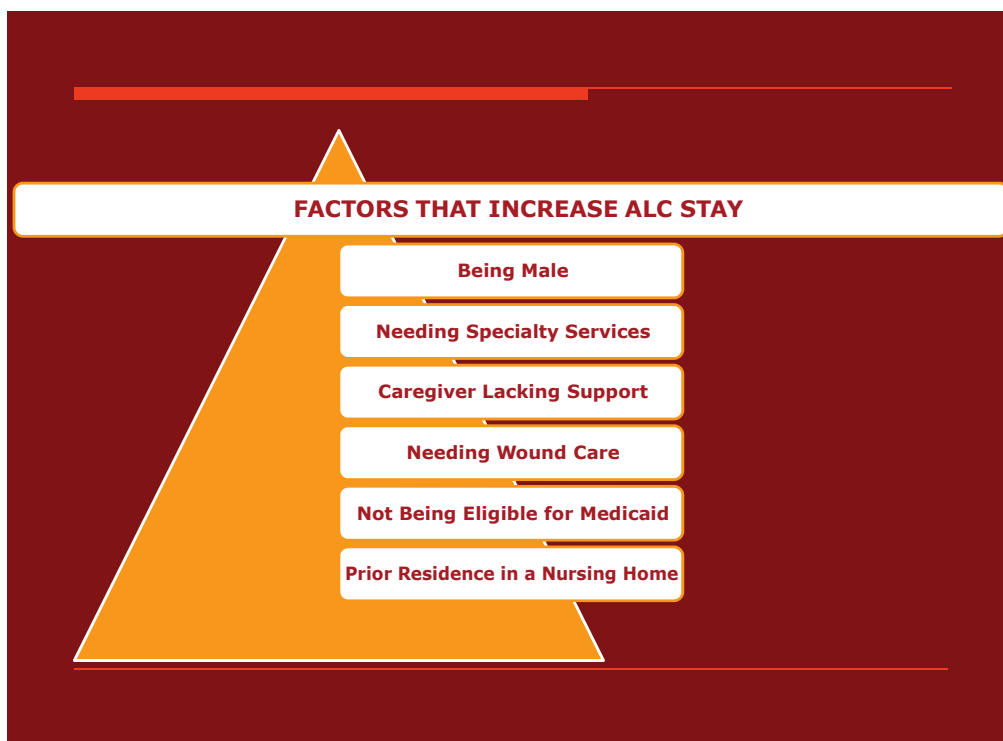 FACTORS THAT INCREASE ALC STAY
Being Male
Needing Specialty Services
Caregiver Lacking Support
Needing Wound Care
Not Being Eligible for Medicaid
Prior Residence in a Nursing Home